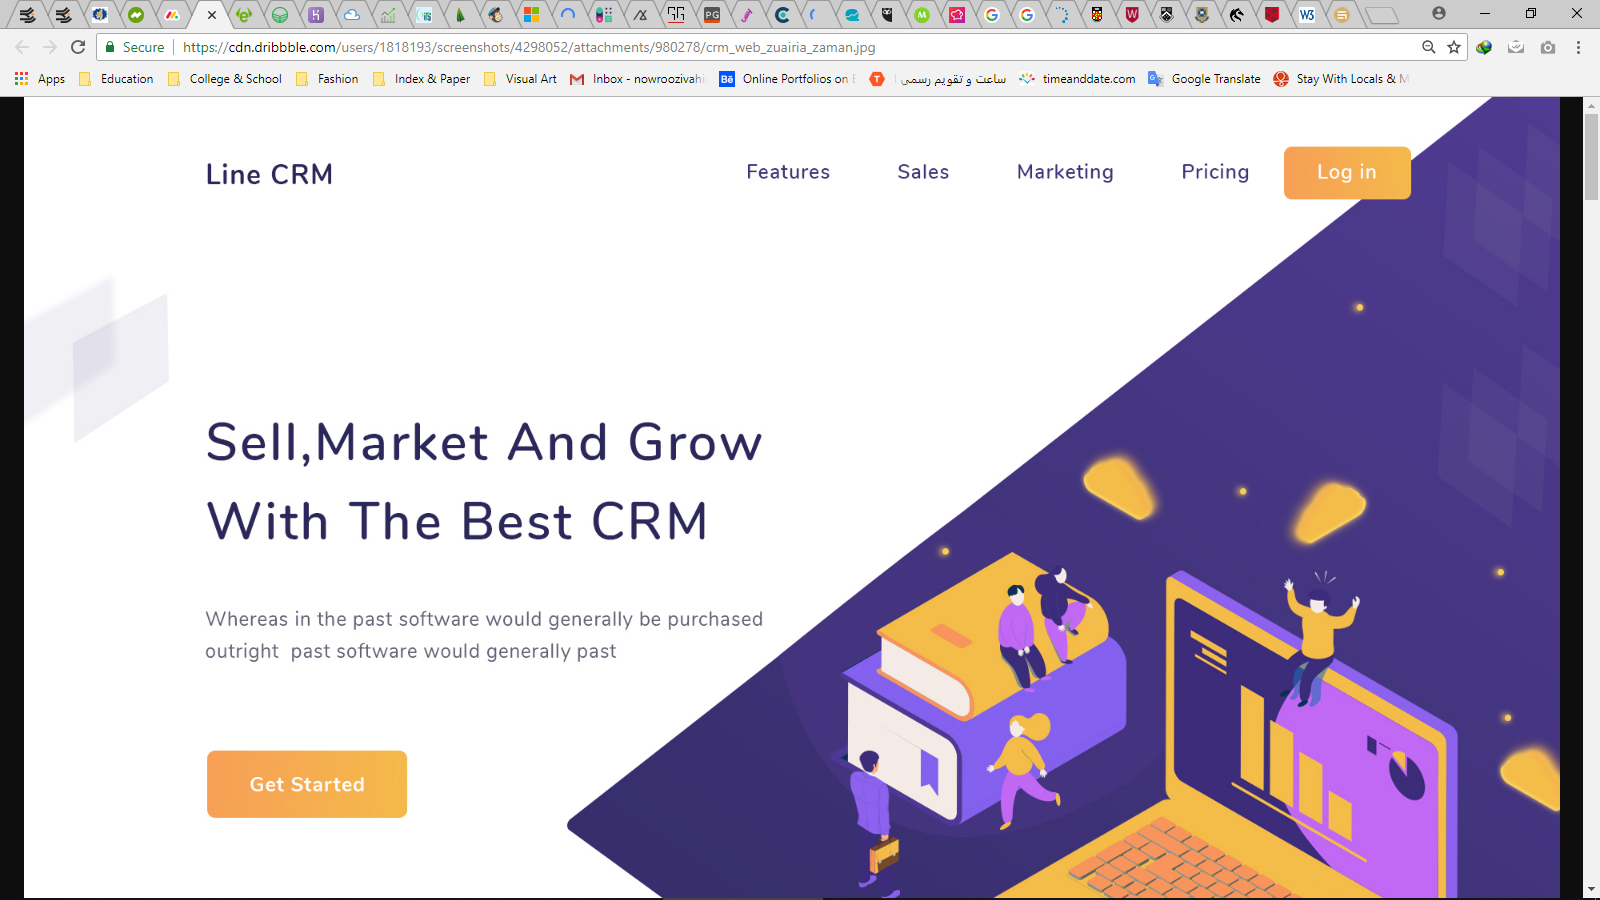 Secure
https://cdn.dribbble.com/users/1818193/screenshots/4298052/attachments/980278/crm_web_zuairia_zaman.jpg
Apps Education College & School Fashion Index & Paper Visual Art Inbox - nowroozivahi Online Portfolios on ساعت و تقویم رسمی timeanddate.com Google Translate Stay With Locals & M
Line CRM
Features Sales Marketing Pricing Log in
Sell,Market And Grow
With The Best CRM
Whereas in the past software would generally be purchased
outright past software would generally past
Get Started